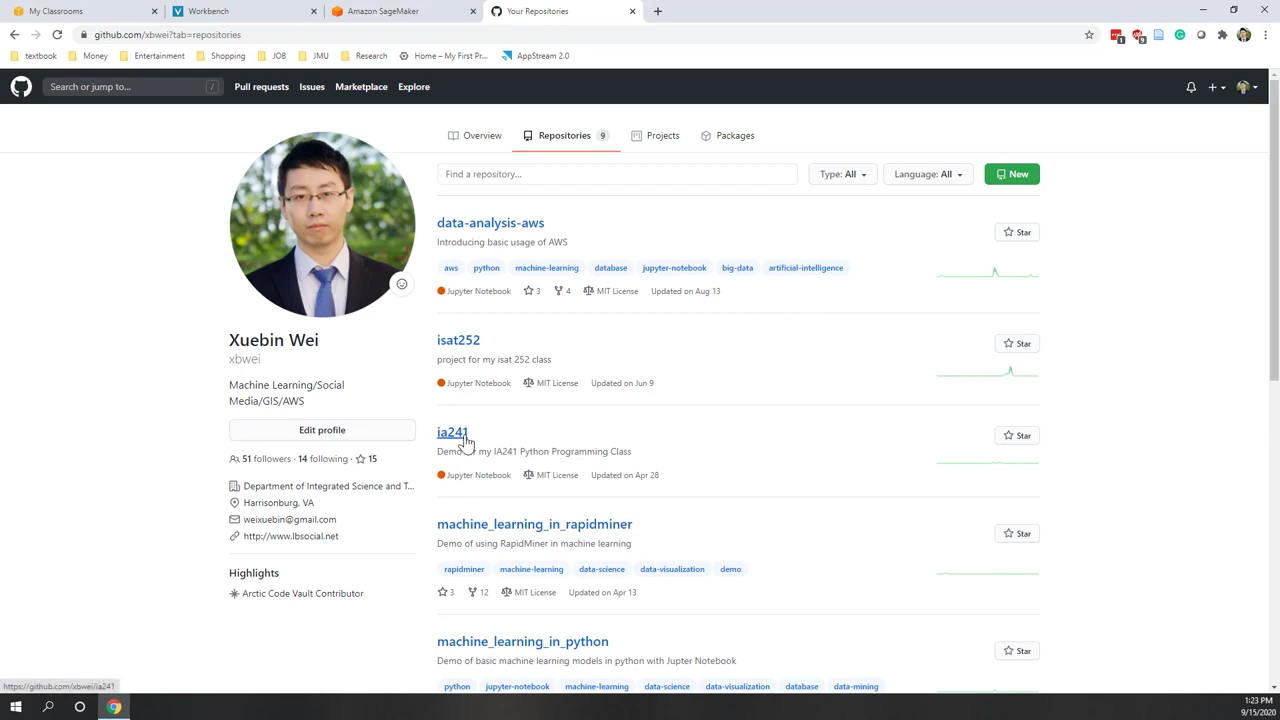 My Classrooms
Workbench
Amazon SageMaker
Your Repositories
github.com/xbwei?tab=repositories
textbook
Money
Entertainment
Shopping
JOB
JMU
Research
Home – My First Pr...
AppStream 2.0
Search or jump to...
/
Pull requests
Issues
Marketplace
Explore
Overview
Repositories 9
Projects
Packages
Find a repository...
Type: All
Language: All
New
data-analysis-aws
Star
Introducing basic usage of AWS
aws
python
machine-learning
database
jupyter-notebook
big-data
artificial-intelligence
Jupyter Notebook
3
4
MIT License
Updated on Aug 13
isat252
Star
project for my isat 252 class
Jupyter Notebook
MIT License
Updated on Jun 9
ia241
Star
Demo for my IA241 Python Programming Class
Jupyter Notebook
MIT License
Updated on Apr 28
machine_learning_in_rapidminer
Star
Demo of using RapidMiner in machine learning
rapidminer
machine-learning
data-science
data-visualization
demo
3
12
MIT License
Updated on Apr 13
machine_learning_in_python
Star
Demo of basic machine learning models in python with Jupter Notebook
python
jupyter-notebook
machine-learning
data-science
data-visualization
database
data-mining
Xuebin Wei
xbwei
Machine Learning/Social
Media/GIS/AWS
Edit profile
51 followers · 14 following · 15
Department of Integrated Science and T...
Harrisonburg, VA
weixuebin@gmail.com
http://www.lbsocial.net
Highlights
Arctic Code Vault Contributor
https://github.com/xbwei/ia241
1:23 PM
9/15/2020